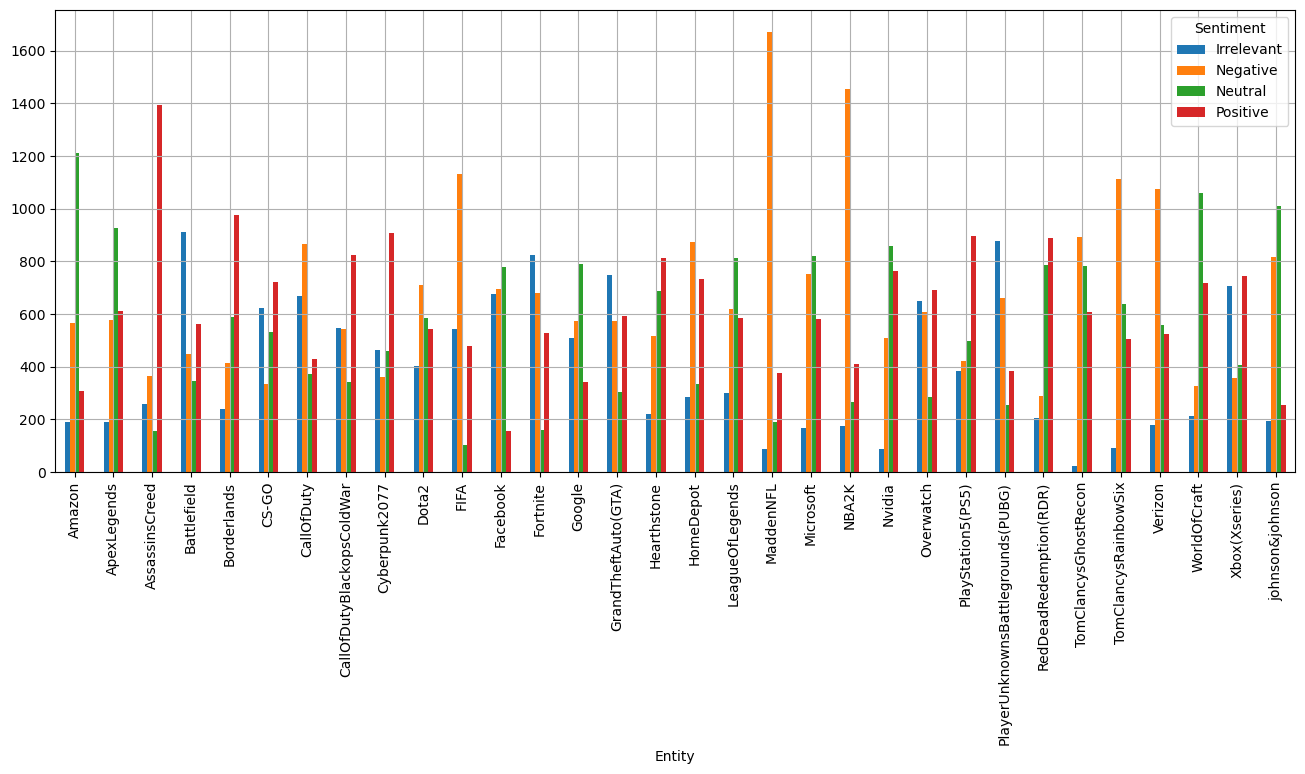 Sentiment
Irrelevant
Negative
Neutral
Positive
1600
1400
1200
1000
800
600
400
200
0
Amazon
ApexLegends
AssassinsCreed
Battlefield
Borderlands
CS-GO
CallOfDuty
CallOfDutyBlackopsColdWar
Cyberpunk2077
Dota2
FIFA
Facebook
Fortnite
Google
GrandTheftAuto(GTA)
Hearthstone
HomeDepot
LeagueOfLegends
MaddenNFL
Microsoft
NBA2K
Nvidia
Overwatch
PlayStation5(PS5)
PlayerUnknownsBattlegrounds(PUBG)
RedDeadRedemption(RDR)
TomClancysGhostRecon
TomClancysRainbowSix
Verizon
WorldOfCraft
Xbox(Xseries)
johnson&johnson
Entity